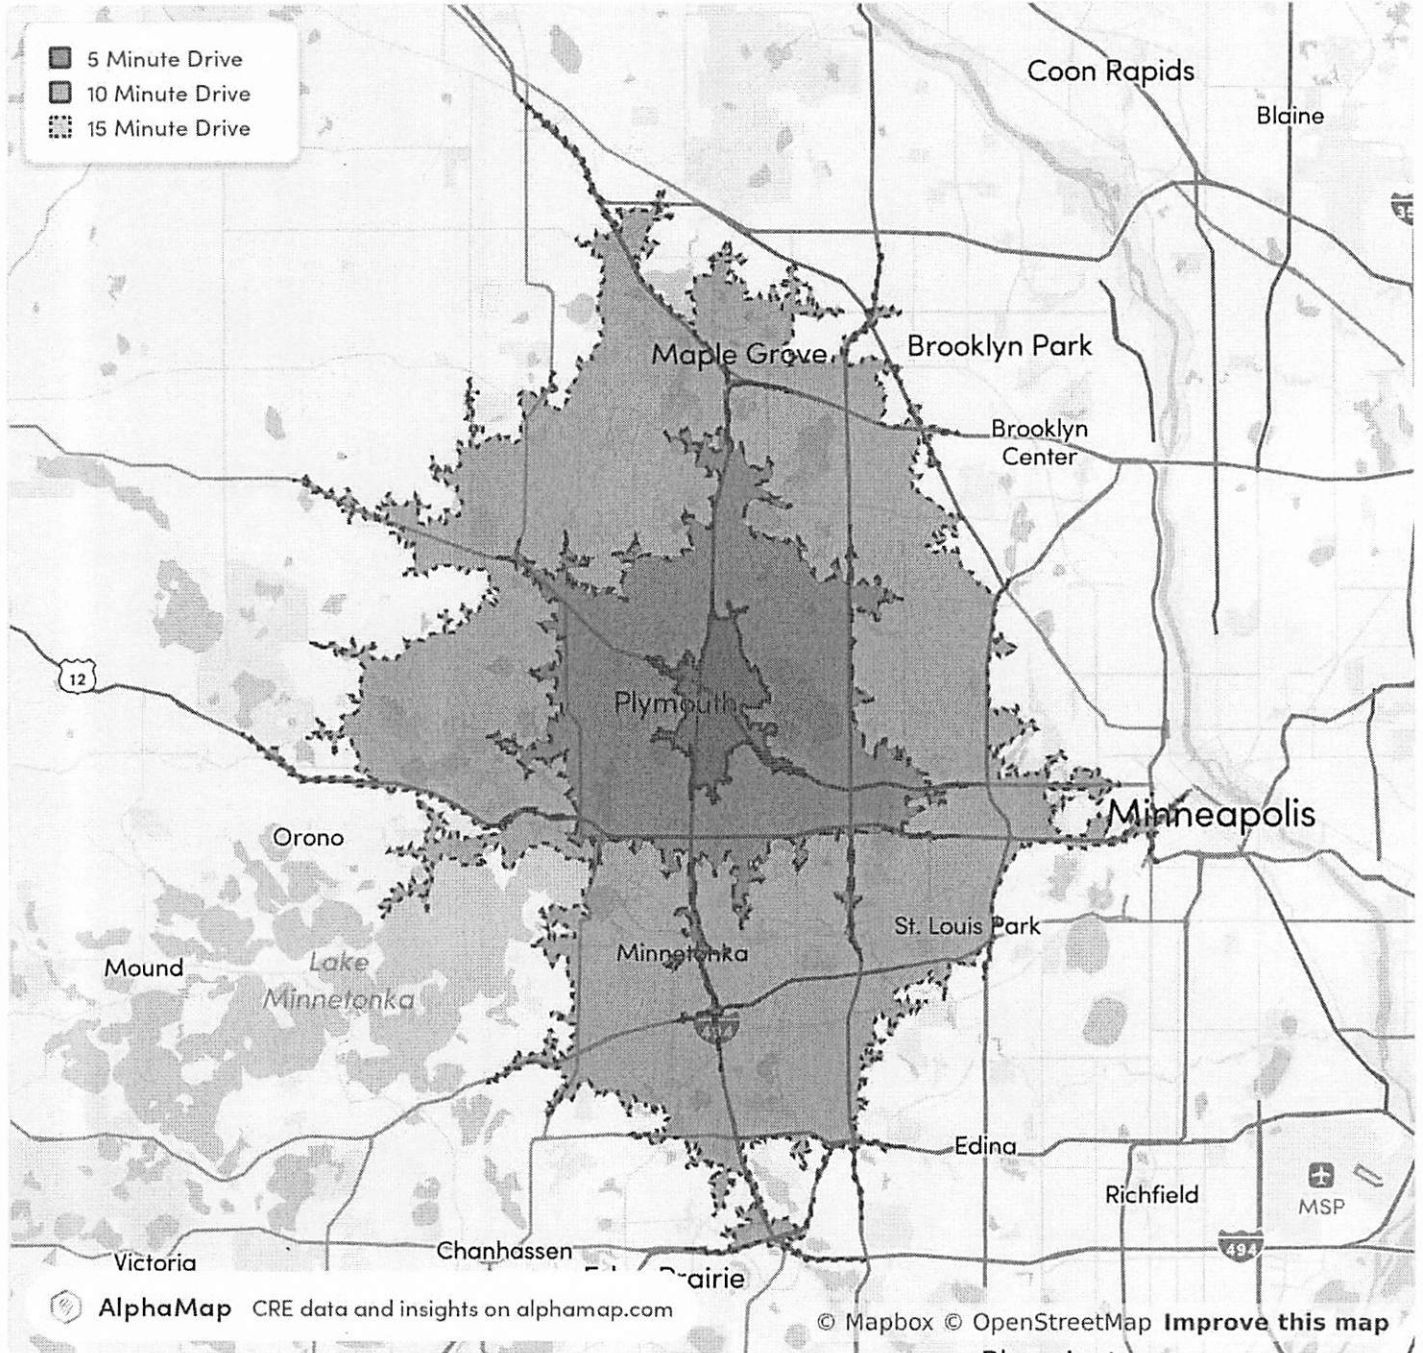 5 Minute Drive
10 Minute Drive
15 Minute Drive
Coon Rapids
Blaine
Maple Grove
Brooklyn Park
Brooklyn
Center
12
Plymouth
Minneapolis
Orono
St. Louis Park
Minnetonka
Mound
Lake
Minnetonka
494
Edina
Richfield
MSP
494
Chanhassen
Victoria
Prairie
AlphaMap CRE data and insights on alphamap.com
© Mapbox © OpenStreetMap Improve this map